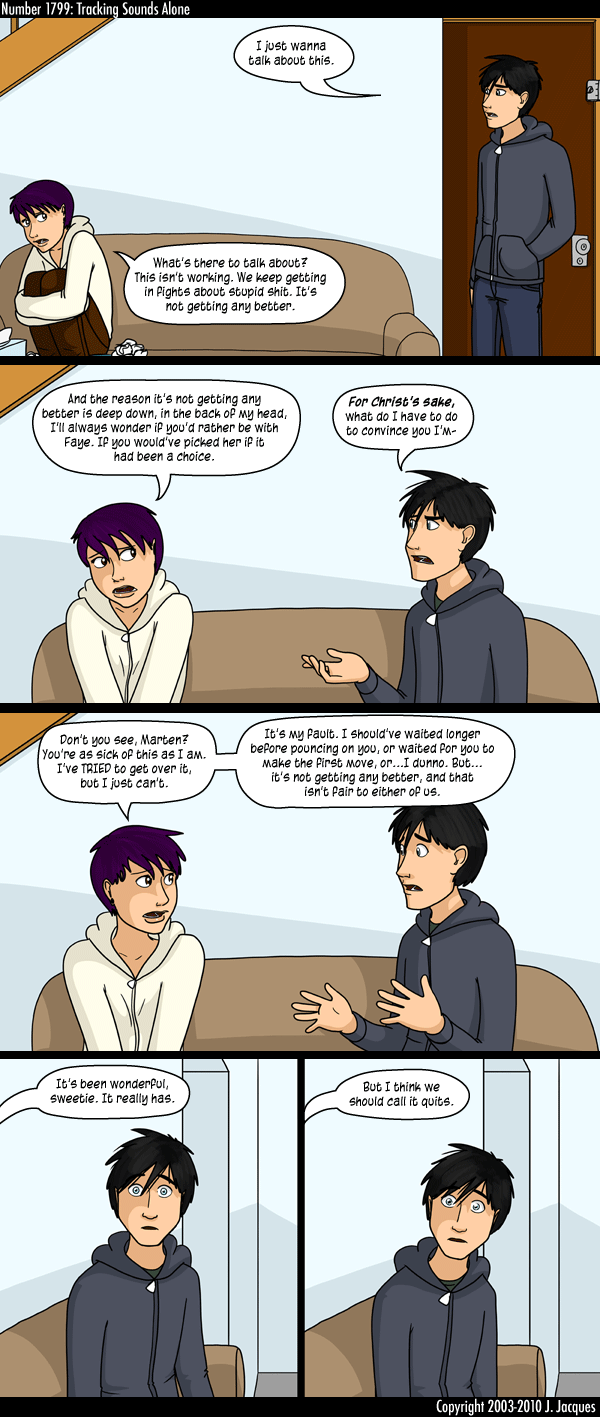 Number 1799: Tracking Sounds Alone
I just wanna
talk about this.
What's there to talk about?
This isn't working. We keep getting
in fights about stupid shit. It's
not getting any better.
And the reason it's not getting any
better is deep down, in the back of my head,
I'll always wonder if you'd rather be with
Faye. If you would've picked her if it
had been a choice.
For Christ's sake,
what do I have to do
to convince you I'm-
Don't you see, Marten?
You're as sick of this as I am.
I've TRIED to get over it,
but I just can't.
It's my fault. I should've waited longer
before pouncing on you, or waited for you to
make the first move, or...I dunno. But...
it's not getting any better, and that
isn't fair to either of us.
It's been wonderful,
sweetie. It really has.
But I think we
should call it quits.
Copyright 2003-2010 J. Jacques